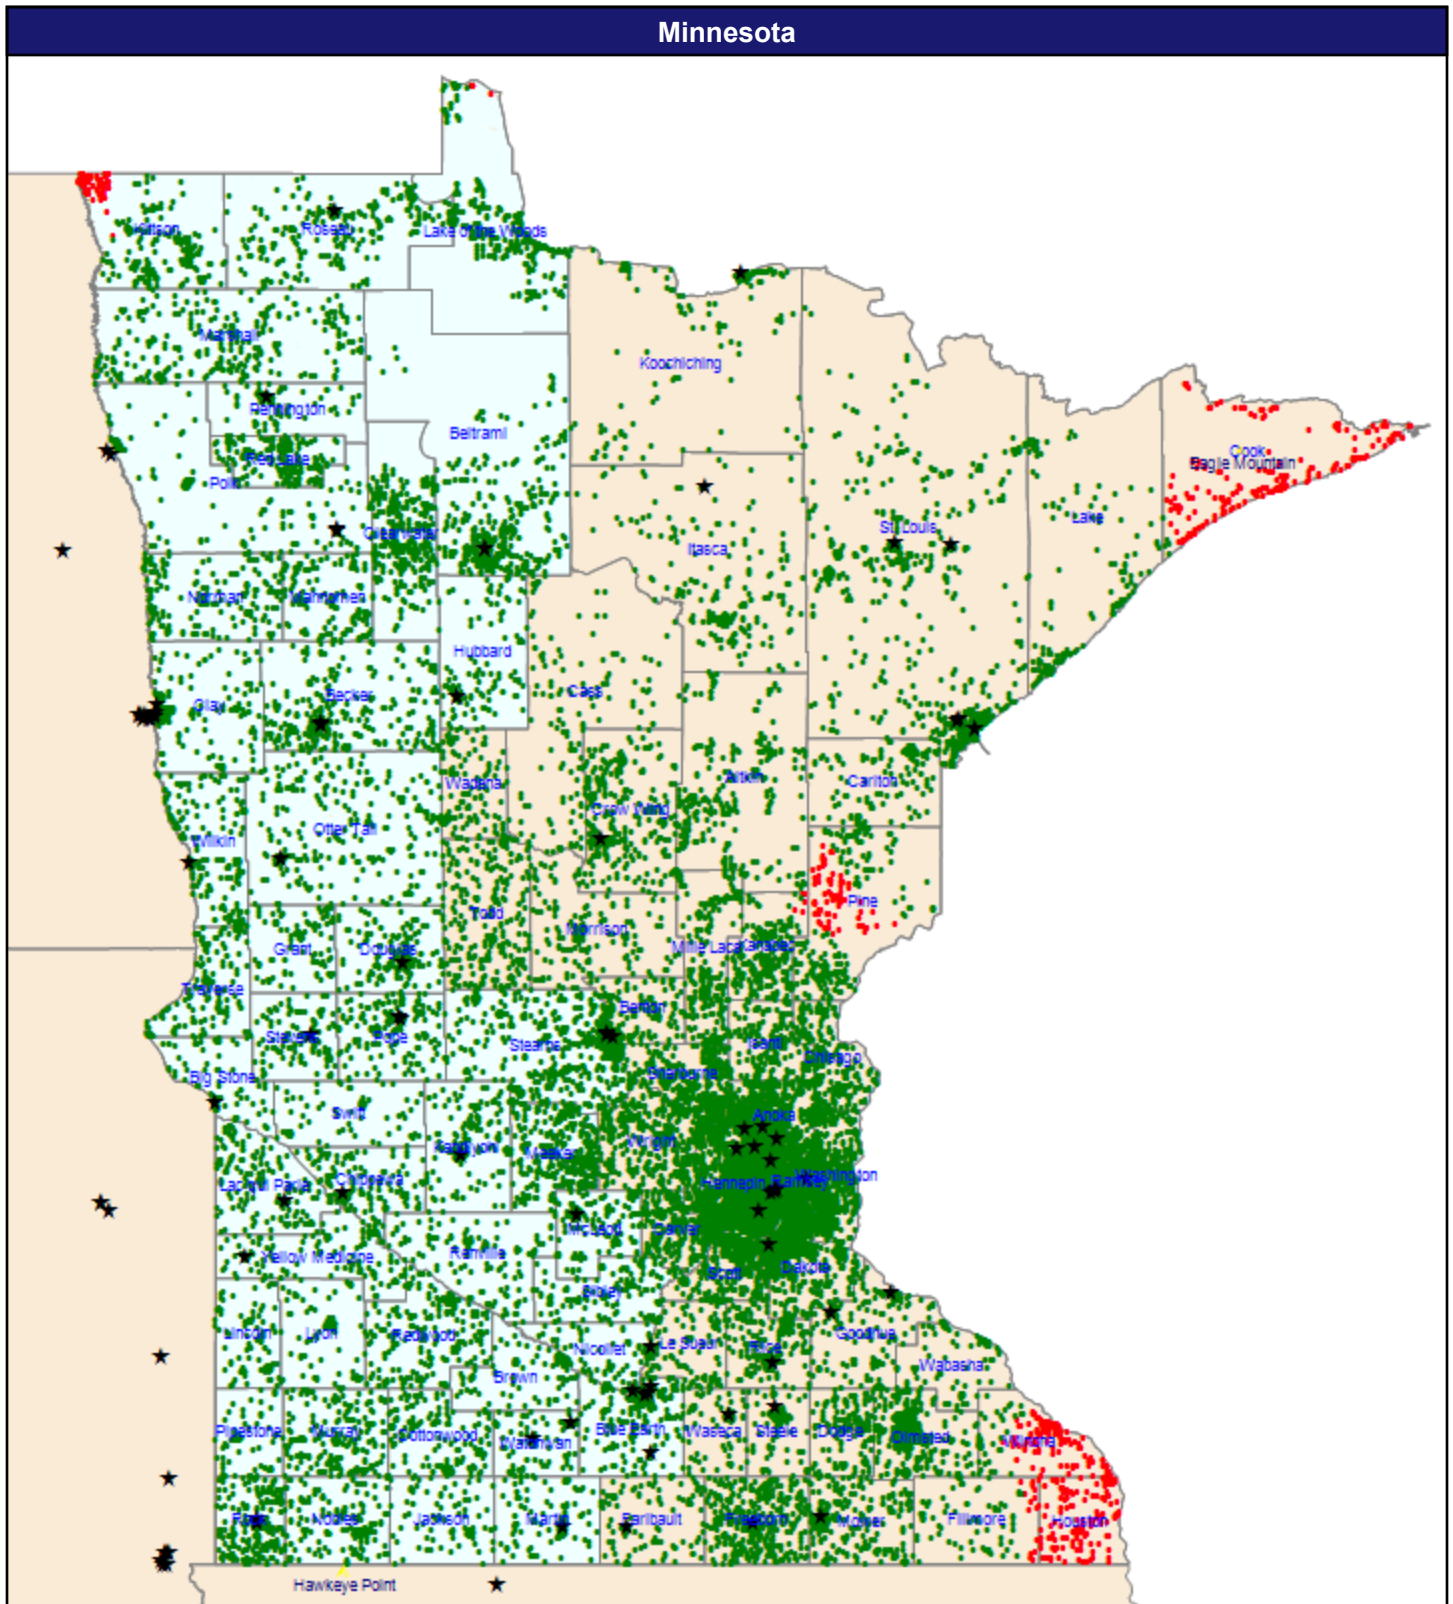 Minnesota
Kittson
Roseau
Lake of the Woods
Marshall
Koochiching
Pennington
Beltrami
Red Lake
Polk
Cook
Eagle Mountain
Clearwater
St. Louis
Lake
Itasca
Norman
Mahnomen
Hubbard
Clay
Becker
Cass
Wadena
Aitkin
Carlton
Crow Wing
Otter Tail
Wilkin
Pine
Todd
Morrison
Grant
Douglas
Mille Lacs
Kanabec
Traverse
Benton
Stevens
Pope
Stearns
Isanti
Chisago
Big Stone
Sherburne
Swift
Anoka
Kandiyohi
Meeker
Wright
Lac qui Parle
Chippewa
Hennepin
Ramsey
Washington
McLeod
Carver
Yellow Medicine
Renville
Scott
Dakota
Sibley
Lincoln
Lyon
Redwood
Nicollet
Le Sueur
Rice
Goodhue
Wabasha
Brown
Pipestone
Murray
Cottonwood
Watonwan
Blue Earth
Waseca
Steele
Dodge
Olmsted
Winona
Rock
Nobles
Jackson
Martin
Faribault
Freeborn
Mower
Fillmore
Houston
Hawkeye Point